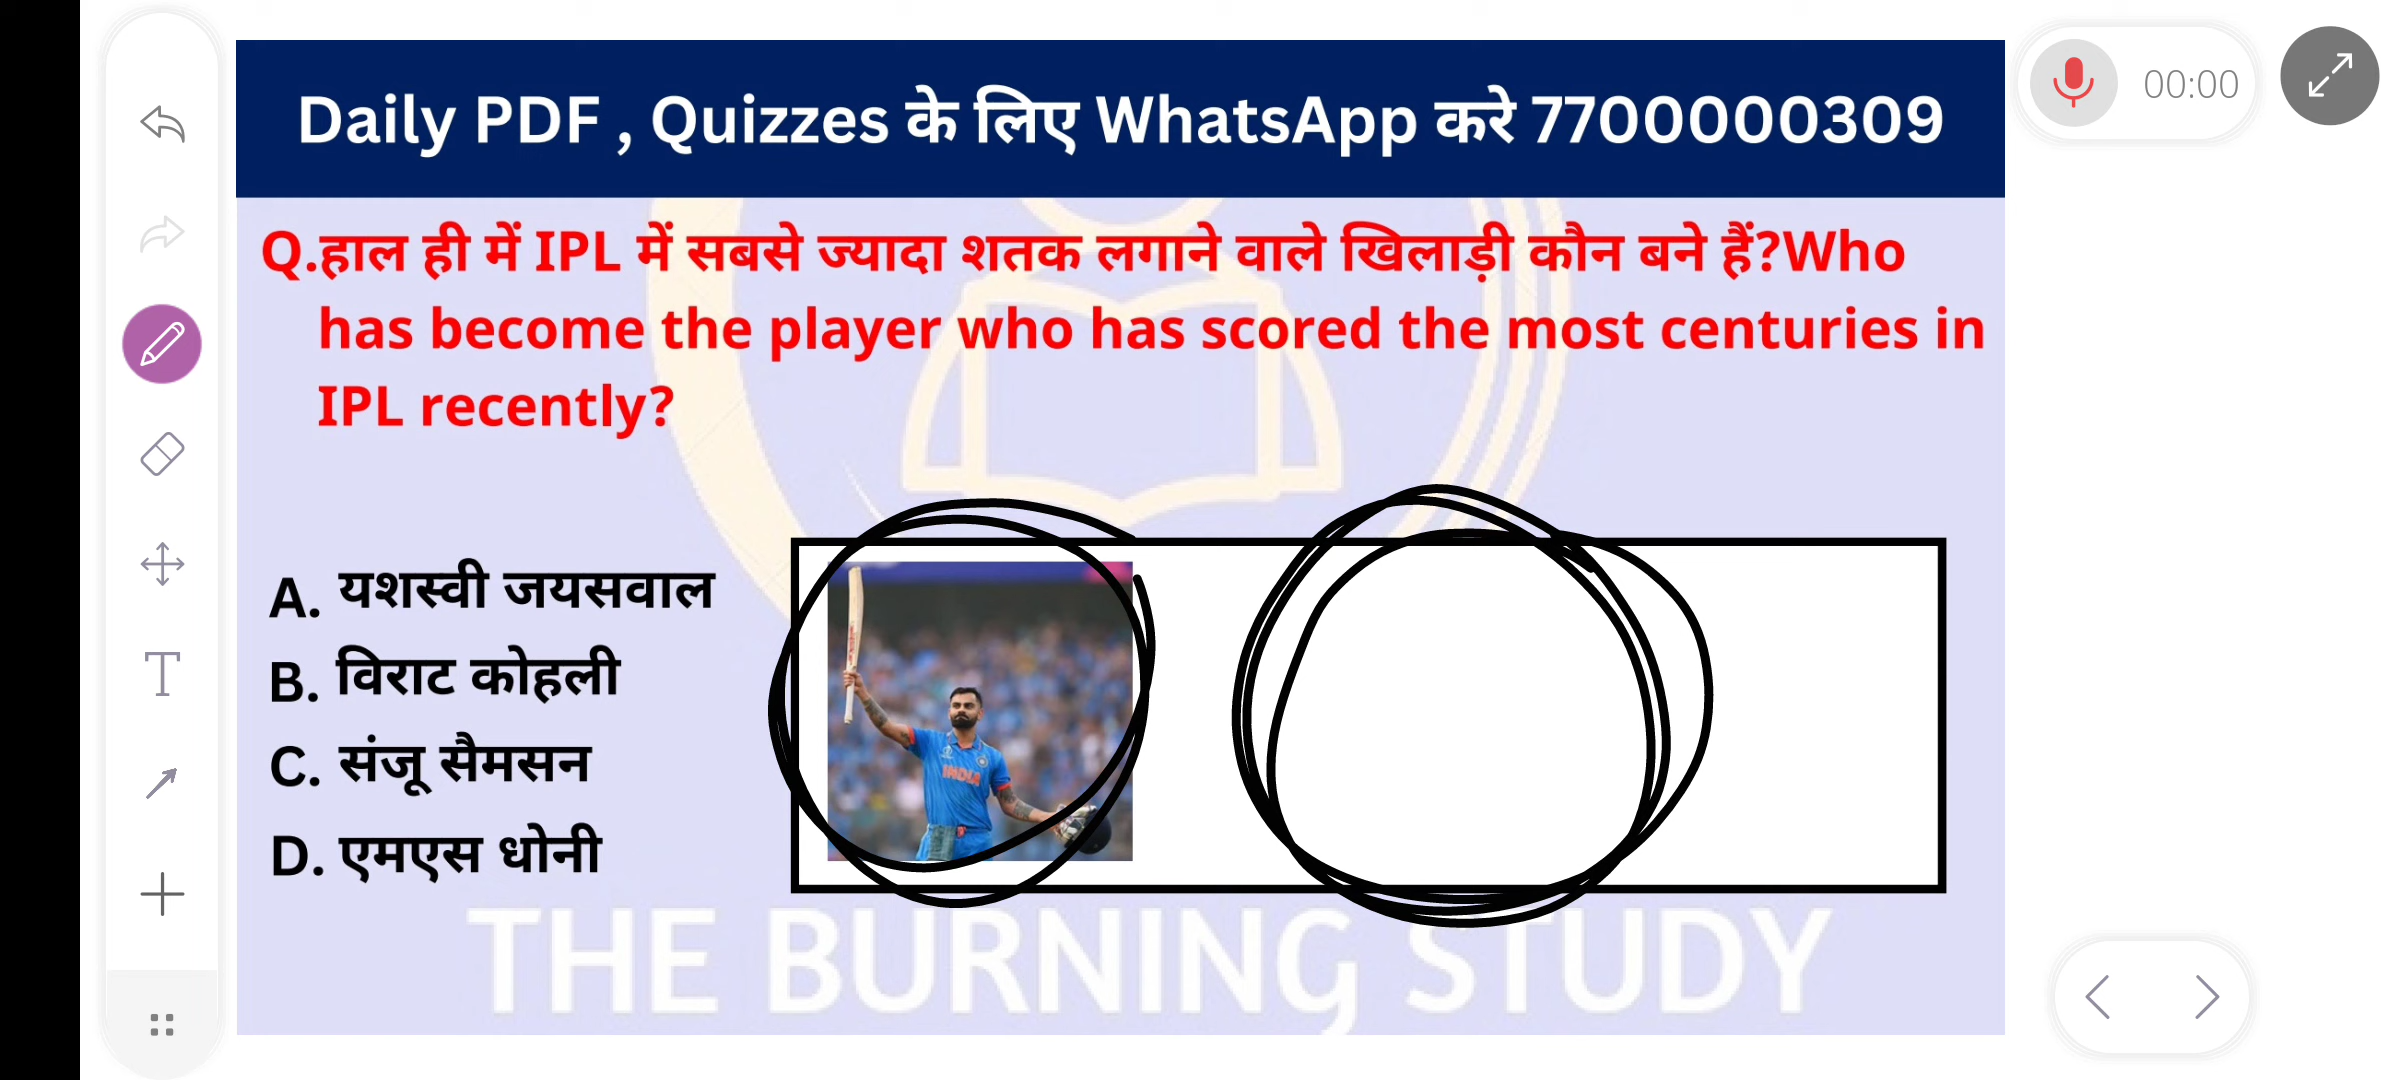 Daily PDF , Quizzes के लिए WhatsApp करे 7700000309
00:00
Q.हाल ही में IPL में सबसे ज्यादा शतक लगाने वाले खिलाड़ी कौन बने हैं?Who
has become the player who has scored the most centuries in
IPL recently?
A. यशस्वी जयसवाल
B. विराट कोहली
C. संजू सैमसन
D. एमएस धोनी
INDIA
T
THE BURNING STUDY